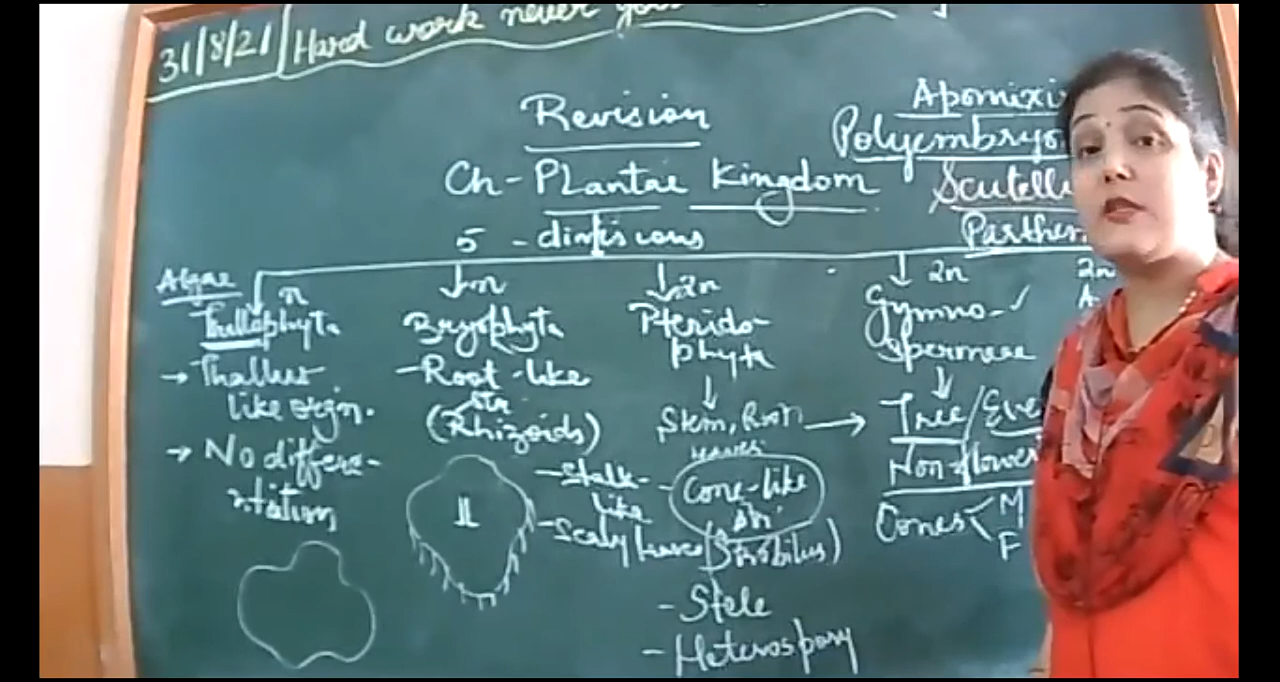 31/8/21 Hard work never
Revision
Ch- Plantae Kingdom
5 - divisions
Apomixi
Polyembryo
Scutell
Parthen
Algae
n
Thallophyta
→ Thallus
like orgn.
→ No differe-
ntiation
n
Bryophyta
- Root-like
str
(Rhizoids)
- Stalk-
like
- Scaly leaves
2n
Pterido-
phyta
Stem, Root →
leaves
- Cone-like
str.
(Strobilus)
- Stele
- Heterospory
2n
Gymno- ✓
spermae
Tree/Eve
Non-flower
Cones
M
F
2n
A-